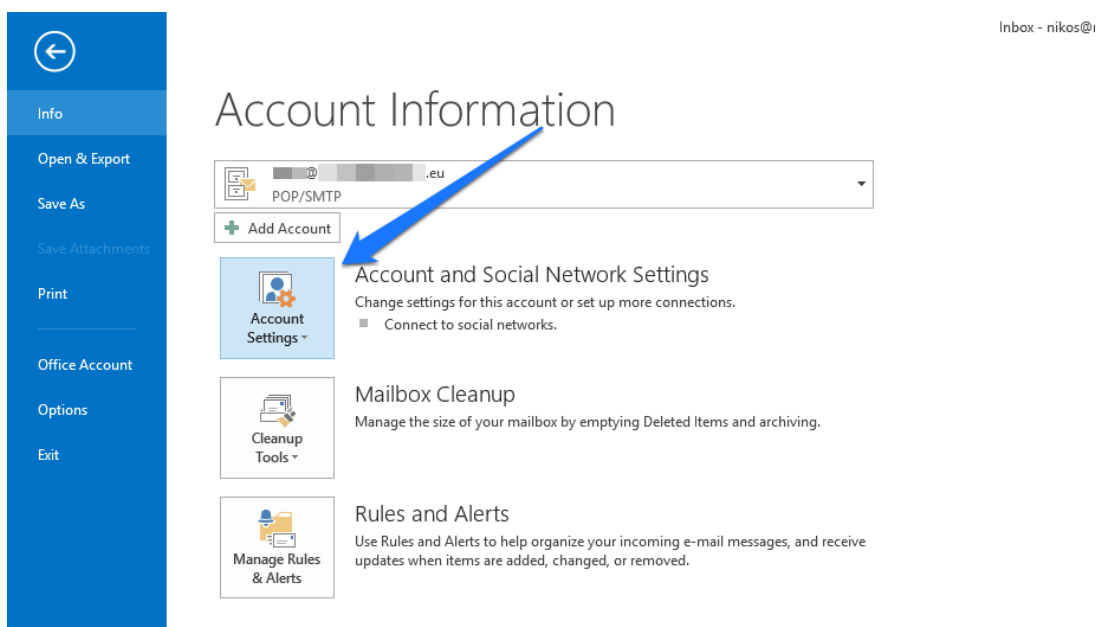 Inbox - nikos@
Info
Open & Export
Save As
Save Attachments
Print
Office Account
Options
Exit
Account Information
@ .eu
POP/SMTP
Add Account
Account
Settings
Account and Social Network Settings
Change settings for this account or set up more connections.
Connect to social networks.
Cleanup
Tools
Mailbox Cleanup
Manage the size of your mailbox by emptying Deleted Items and archiving.
Manage Rules
& Alerts
Rules and Alerts
Use Rules and Alerts to help organize your incoming e-mail messages, and receive
updates when items are added, changed, or removed.